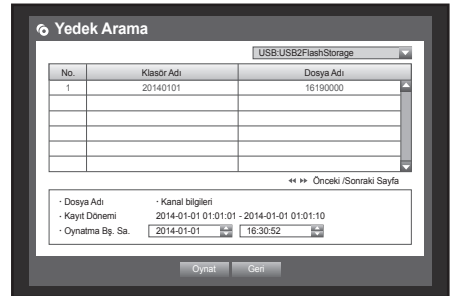 Yedek Arama
USB:USB2FlashStorage
No. Klasör Adı Dosya Adı
1 20140101 16190000
Önceki /Sonraki Sayfa
· Dosya Adı · Kanal bilgileri
· Kayıt Dönemi 2014-01-01 01:01:01 - 2014-01-01 01:01:10
· Oynatma Bş. Sa. 2014-01-01 16:30:52
Oynat Geri